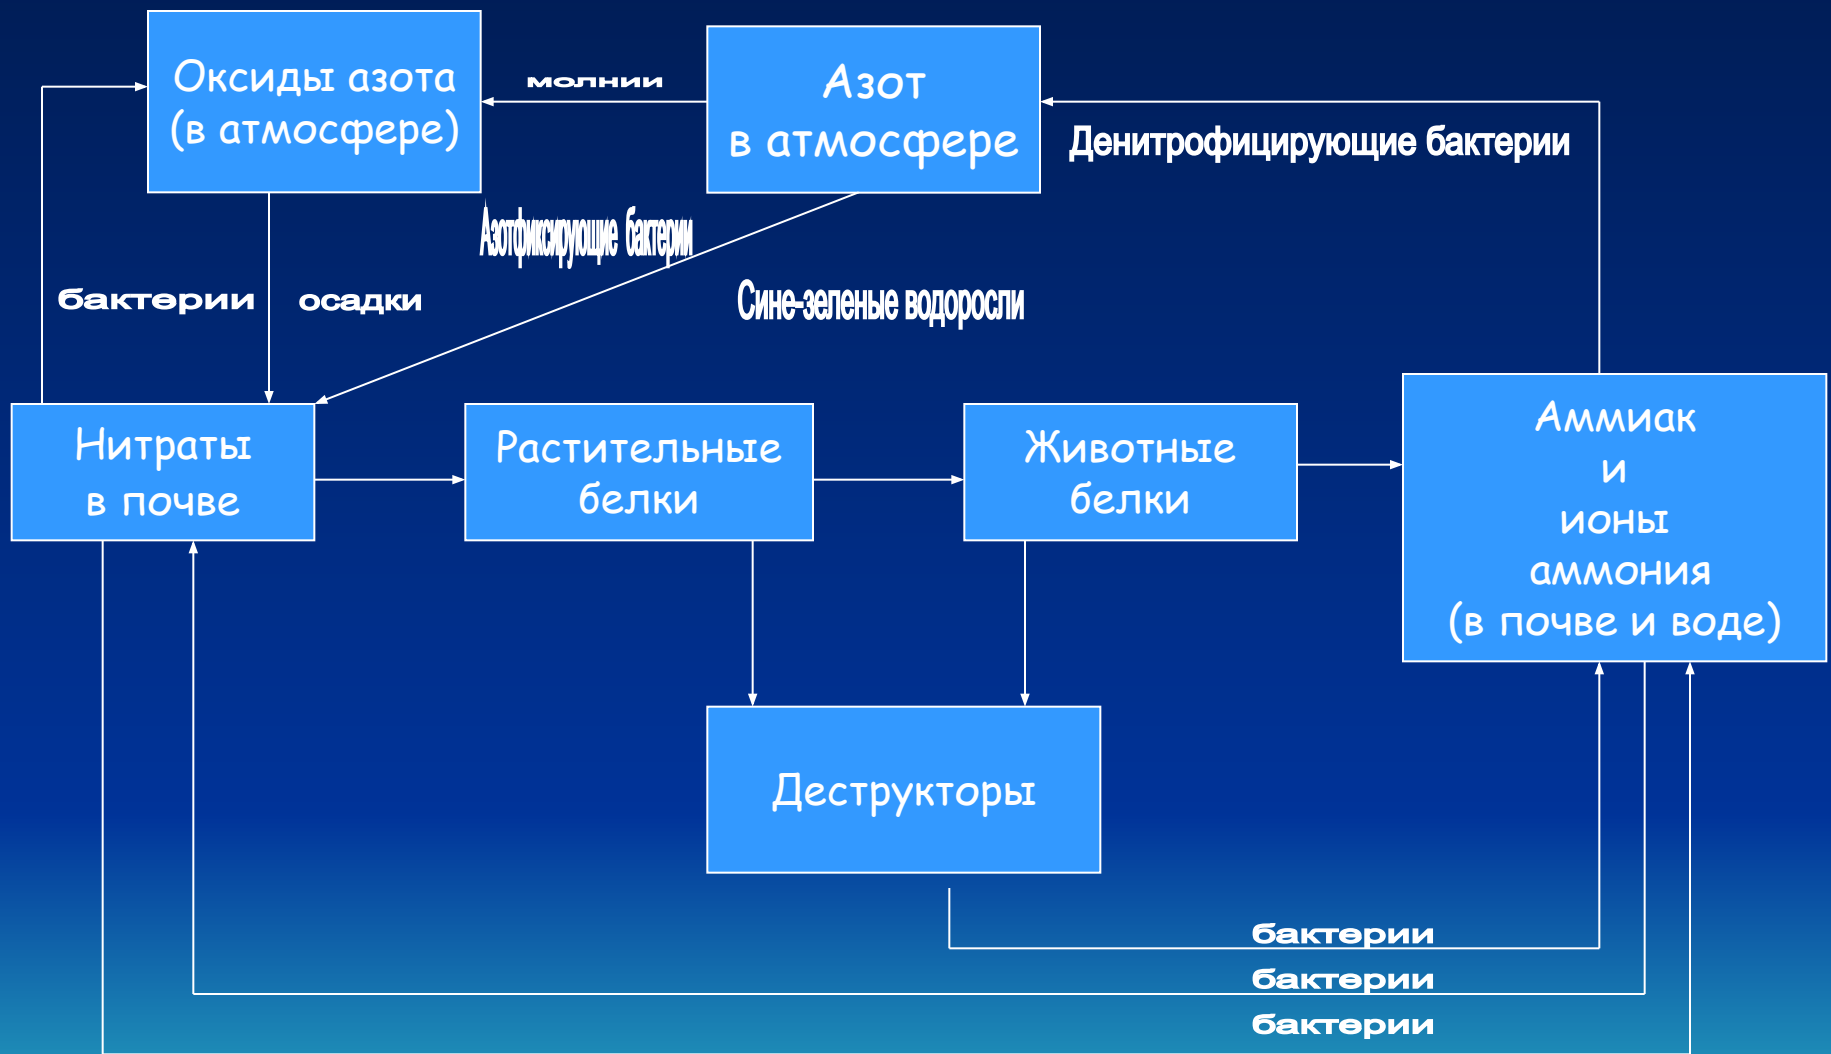 Оксиды азота
(в атмосфере)
молнии
Азот
в атмосфере
Денитрофицирующие бактерии
Азотфиксирующие бактерии
Сине-зеленые водоросли
бактерии
осадки
Нитраты
в почве
Растительные
белки
Животные
белки
Аммиак
и
ионы
аммония
(в почве и воде)
Деструкторы
бактерии
бактерии
бактерии